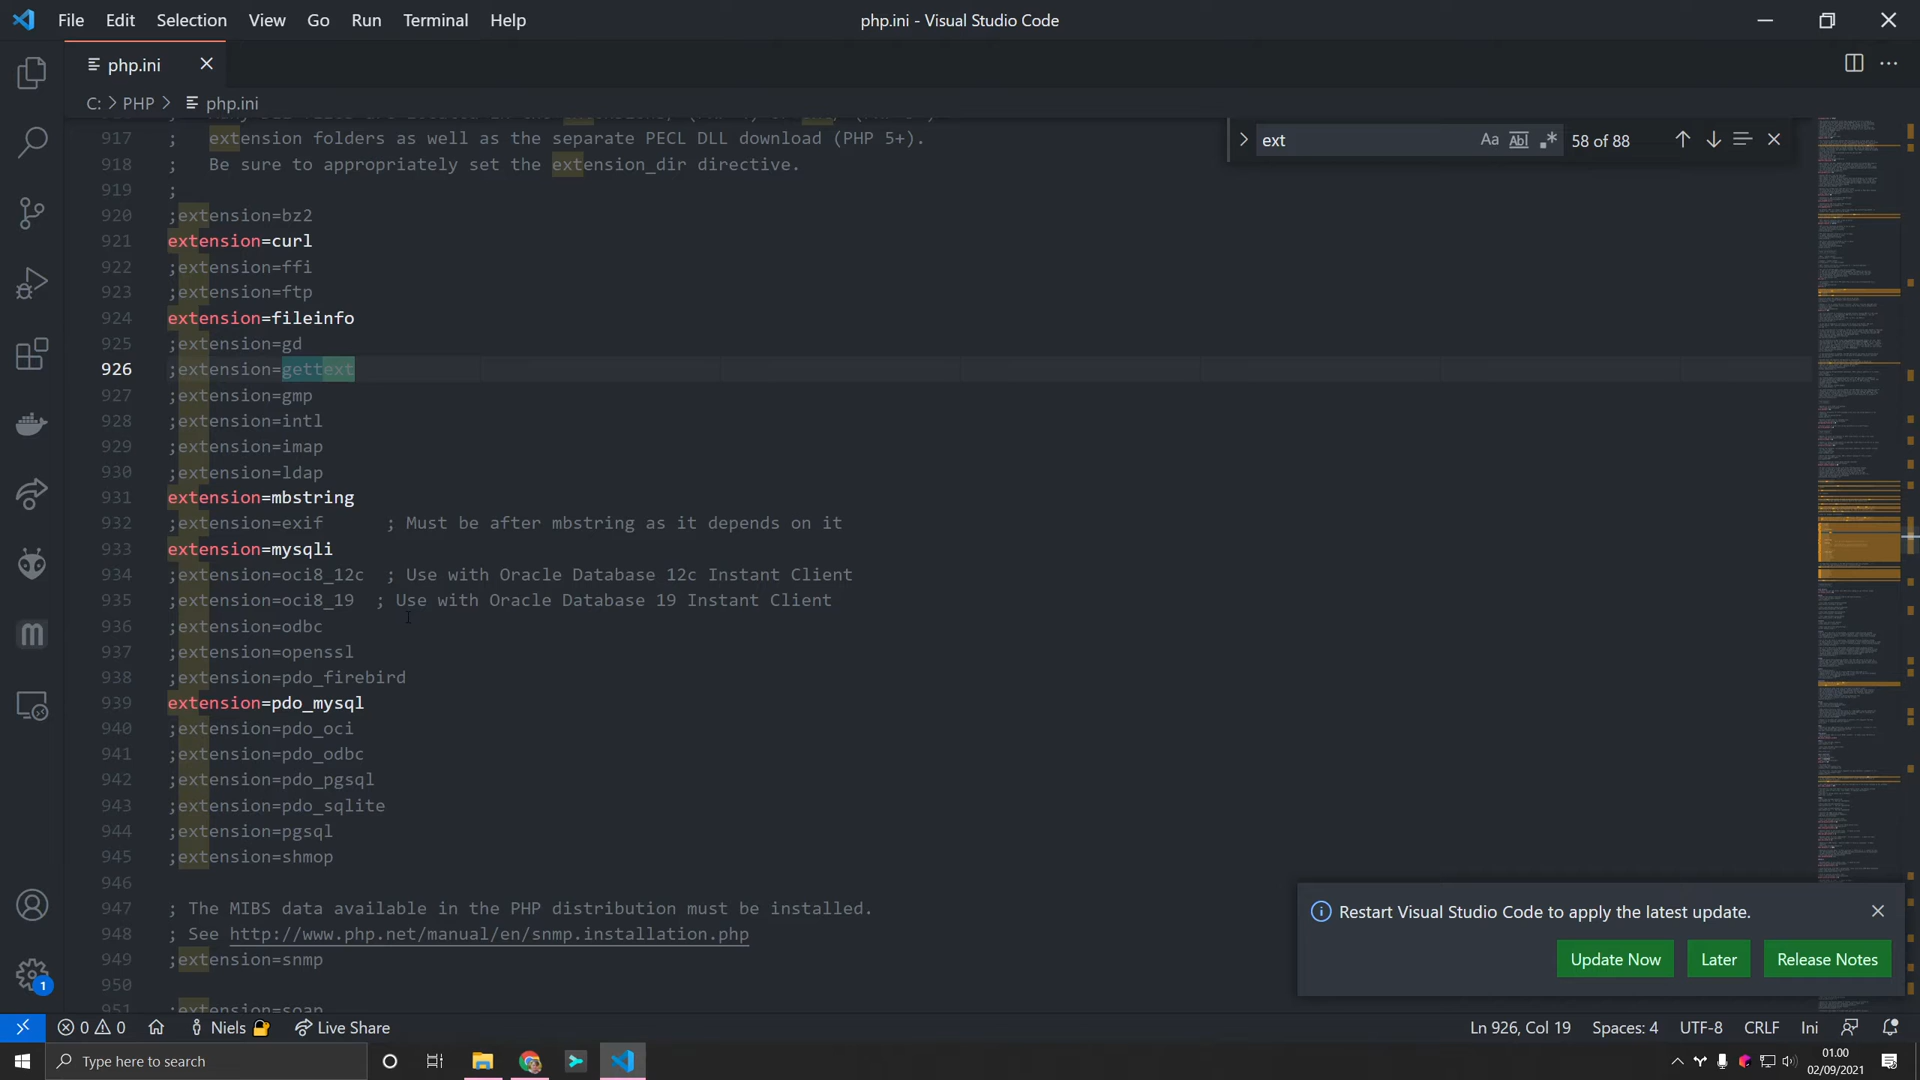 File Edit Selection View Go Run Terminal Help
php.ini - Visual Studio Code
php.ini
C: > PHP > php.ini
ext
58 of 88
917 ;   extension folders as well as the separate PECL DLL download (PHP 5+).
918 ;   Be sure to appropriately set the extension_dir directive.
919 ;
920 ;extension=bz2
921 extension=curl
922 ;extension=ffi
923 ;extension=ftp
924 extension=fileinfo
925 ;extension=gd
926 ;extension=gettext
927 ;extension=gmp
928 ;extension=intl
929 ;extension=imap
930 ;extension=ldap
931 extension=mbstring
932 ;extension=exif      ; Must be after mbstring as it depends on it
933 extension=mysqli
934 ;extension=oci8_12c  ; Use with Oracle Database 12c Instant Client
935 ;extension=oci8_19  ; Use with Oracle Database 19 Instant Client
936 ;extension=odbc
937 ;extension=openssl
938 ;extension=pdo_firebird
939 extension=pdo_mysql
940 ;extension=pdo_oci
941 ;extension=pdo_odbc
942 ;extension=pdo_pgsql
943 ;extension=pdo_sqlite
944 ;extension=pgsql
945 ;extension=shmop
946
947 ; The MIBS data available in the PHP distribution must be installed.
948 ; See http://www.php.net/manual/en/snmp.installation.php
949 ;extension=snmp
950
951 ;extension=soap
Restart Visual Studio Code to apply the latest update.
Update Now Later Release Notes
1
0 0 Niels Live Share
Ln 926, Col 19 Spaces: 4 UTF-8 CRLF Ini
Type here to search
01.00
02/09/2021